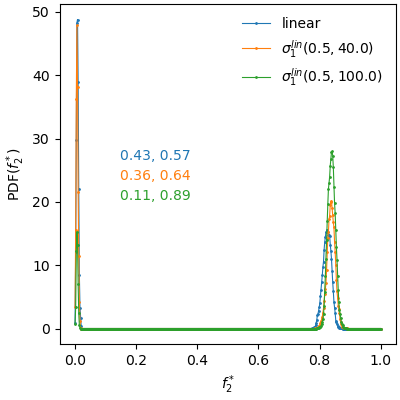 50
40
30
20
10
0
PDF(f₂*)
linear
σ₁ˡⁱⁿ(0.5, 40.0)
σ₁ˡⁱⁿ(0.5, 100.0)
0.43, 0.57
0.36, 0.64
0.11, 0.89
0.0 0.2 0.4 0.6 0.8 1.0
f₂*